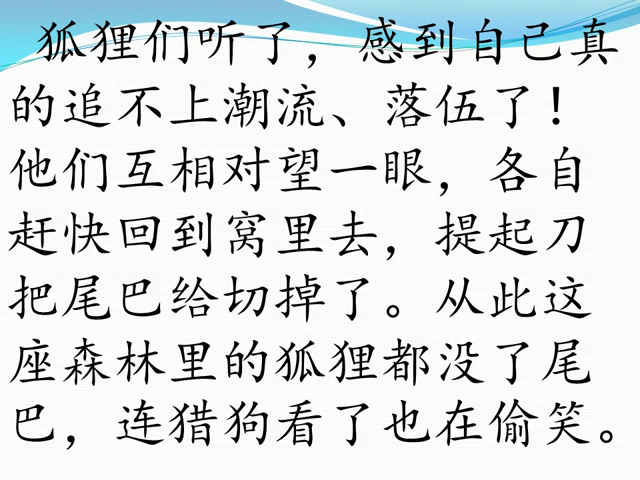 狐狸们听了，感到自己真
的追不上潮流、落伍了！
他们互相对望一眼，各自
赶快回到窝里去，提起刀
把尾巴给切掉了。从此这
座森林里的狐狸都没了尾
巴，连猎狗看了也在偷笑。